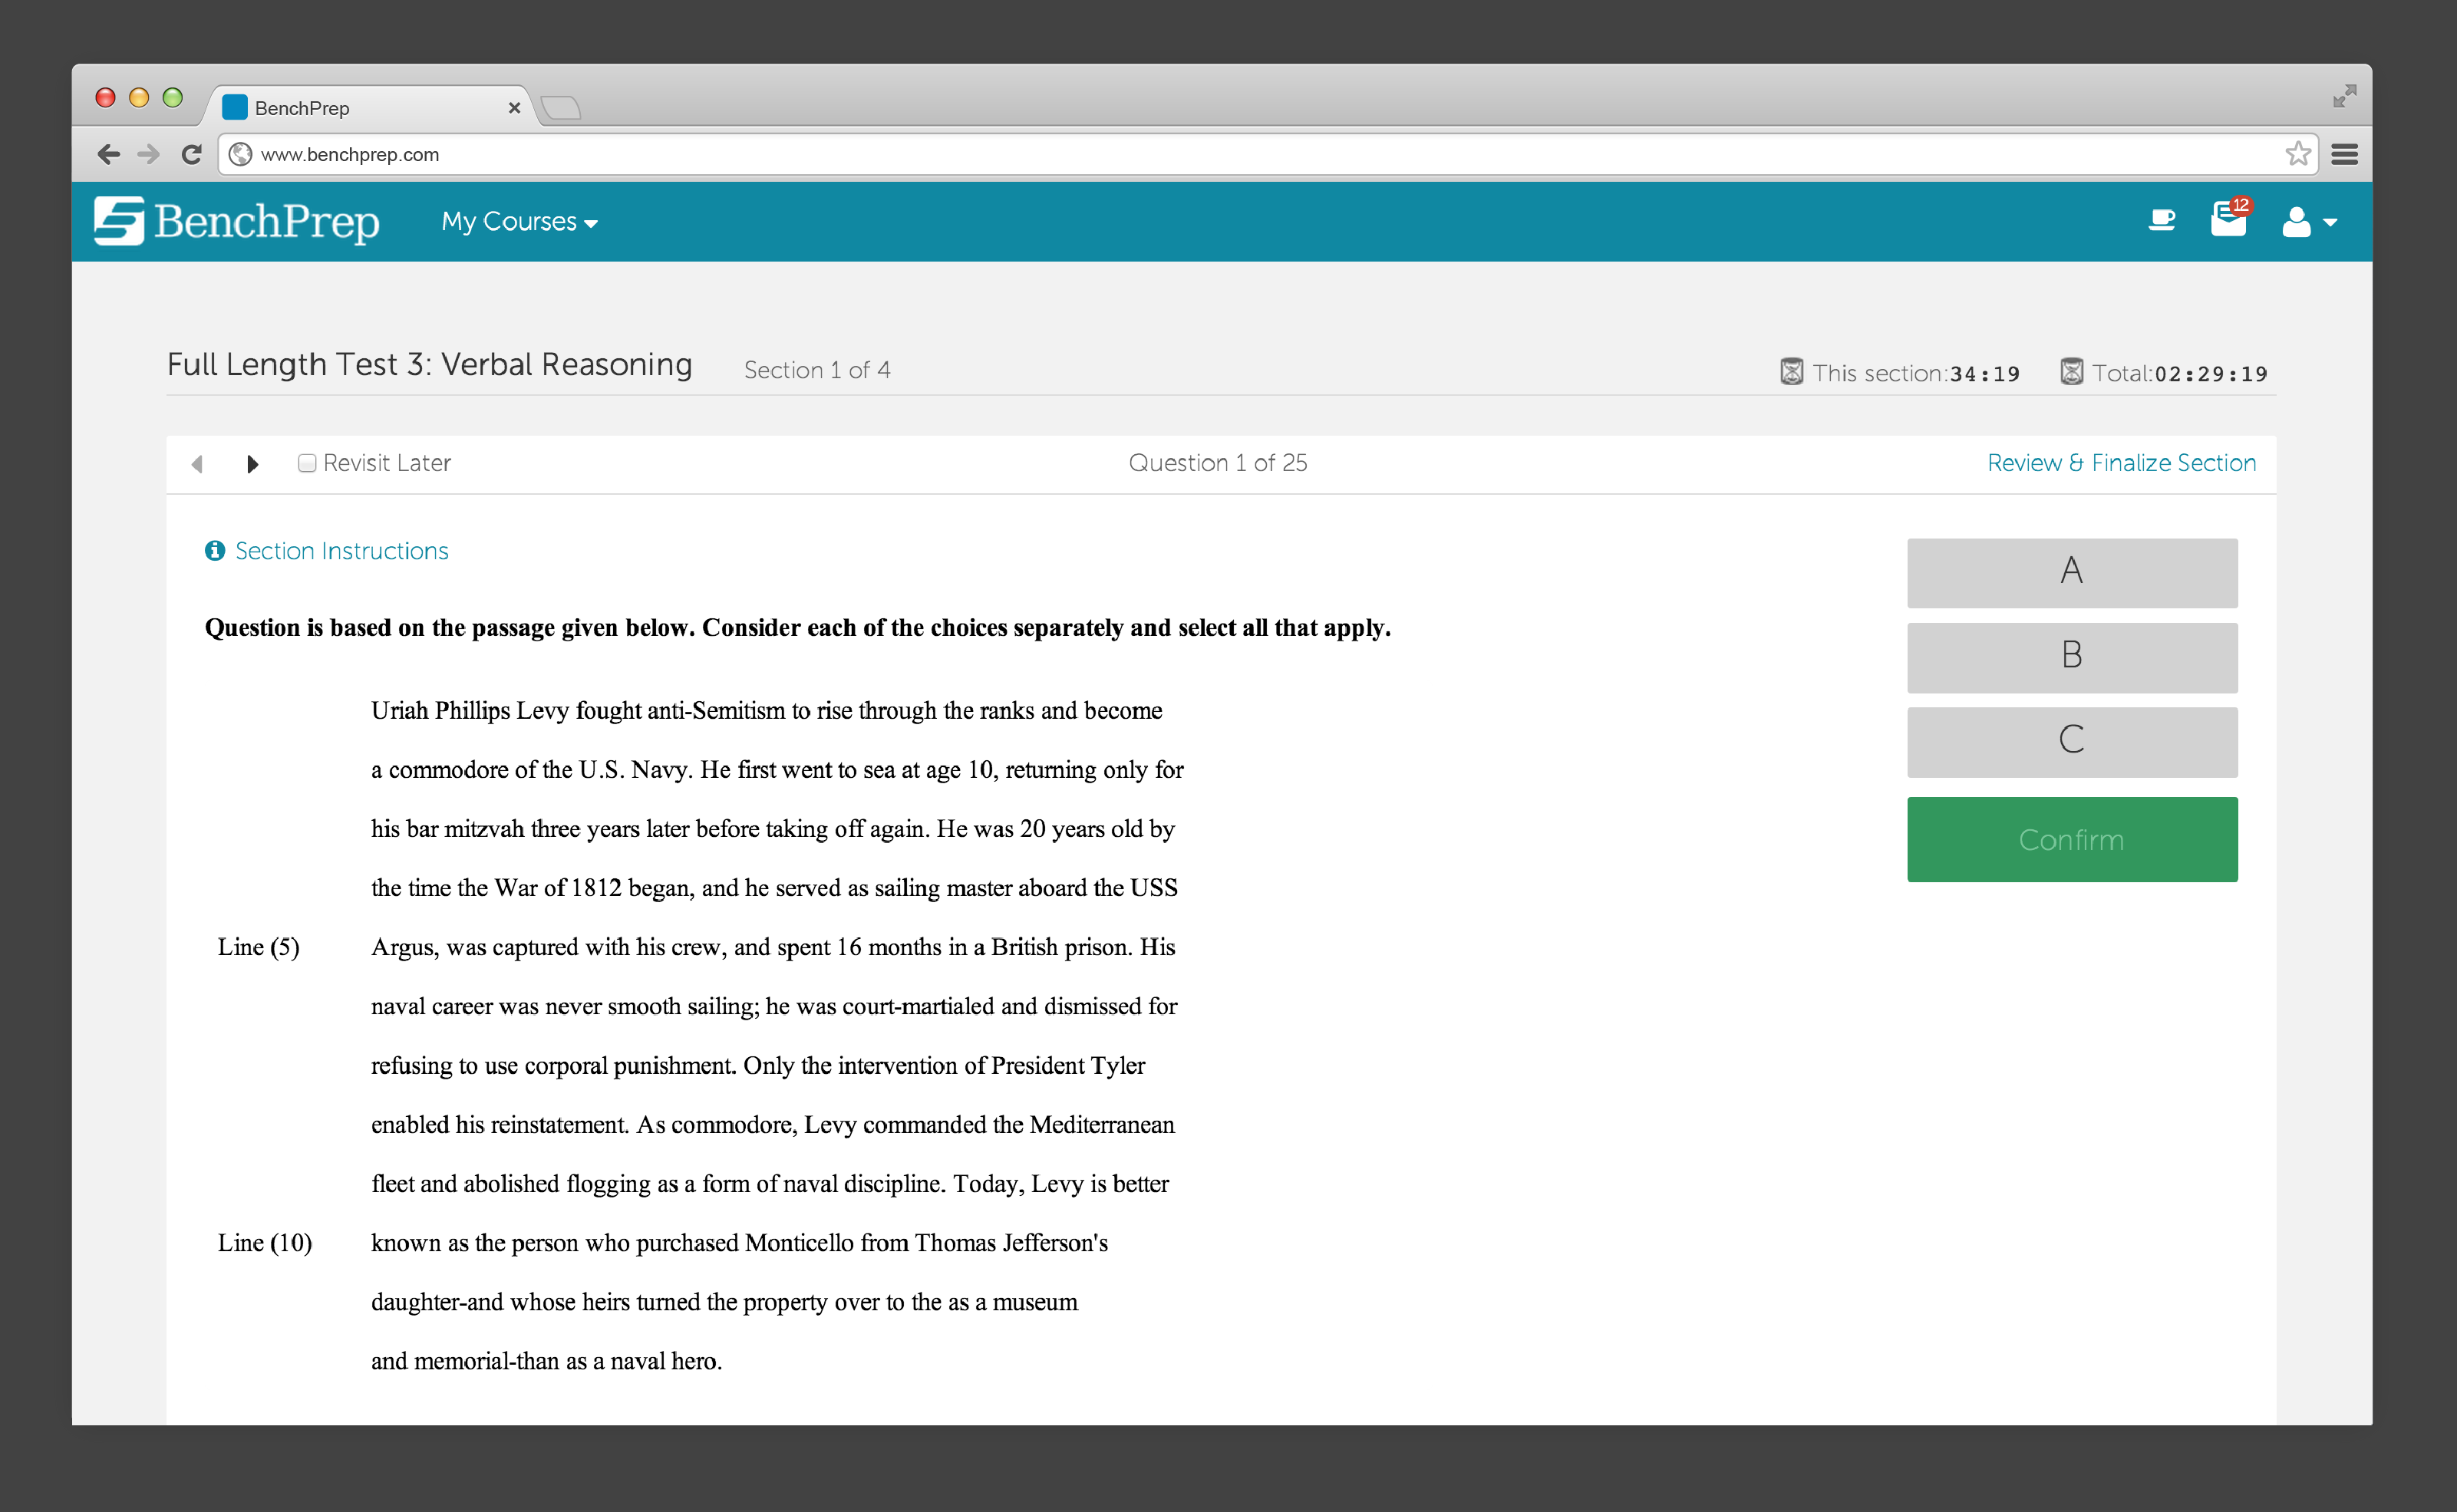 BenchPrep
www.benchprep.com
BenchPrep
My Courses
12
Full Length Test 3: Verbal Reasoning
Section 1 of 4
This section:34:19
Total:02:29:19
Revisit Later
Question 1 of 25
Review & Finalize Section
Section Instructions
Question is based on the passage given below. Consider each of the choices separately and select all that apply.
Uriah Phillips Levy fought anti-Semitism to rise through the ranks and become
a commodore of the U.S. Navy. He first went to sea at age 10, returning only for
his bar mitzvah three years later before taking off again. He was 20 years old by
the time the War of 1812 began, and he served as sailing master aboard the USS
Line (5) Argus, was captured with his crew, and spent 16 months in a British prison. His
naval career was never smooth sailing; he was court-martialed and dismissed for
refusing to use corporal punishment. Only the intervention of President Tyler
enabled his reinstatement. As commodore, Levy commanded the Mediterranean
fleet and abolished flogging as a form of naval discipline. Today, Levy is better
Line (10) known as the person who purchased Monticello from Thomas Jefferson's
daughter-and whose heirs turned the property over to the as a museum
and memorial-than as a naval hero.
A
B
C
Confirm